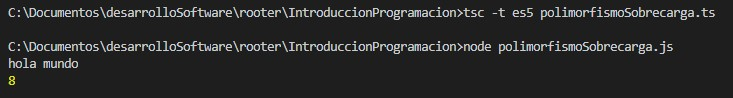 C:\Documentos\desarrolloSoftware\rooter\IntroduccionProgramacion>tsc -t es5 polimorfismoSobrecarga.ts
C:\Documentos\desarrolloSoftware\rooter\IntroduccionProgramacion>node polimorfismoSobrecarga.js
hola mundo
8